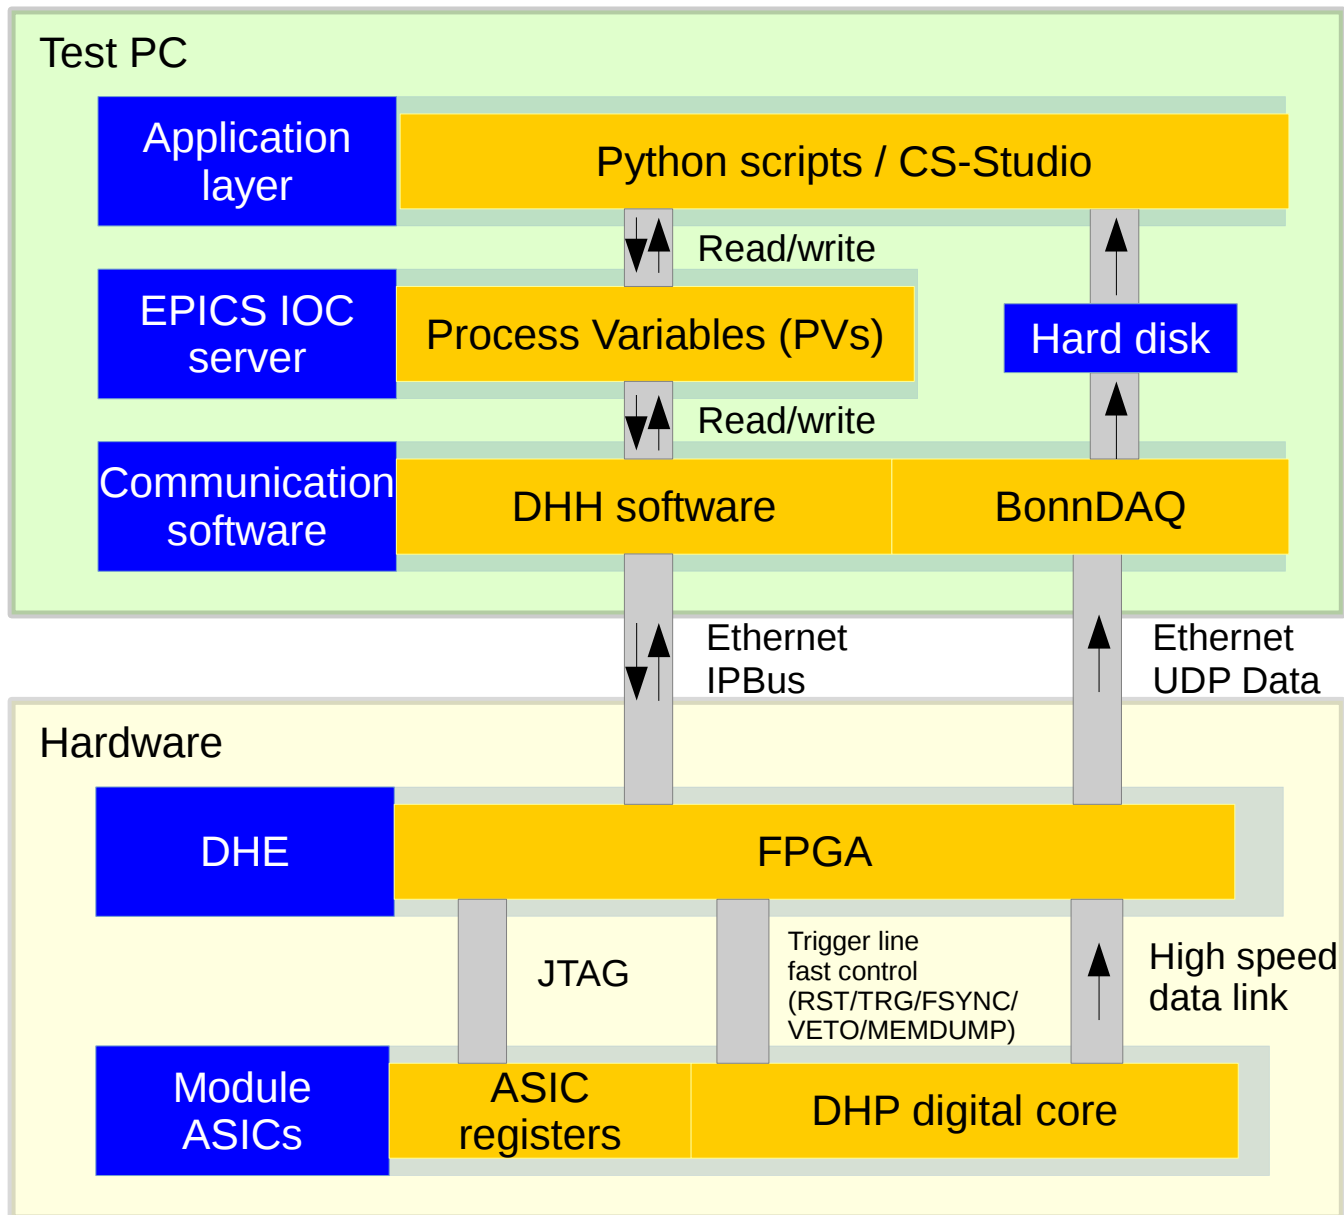 Test PC
Application
layer
Python scripts / CS-Studio
Read/write
EPICS IOC
server
Process Variables (PVs)
Hard disk
Read/write
Communication
software
DHH software
BonnDAQ
Ethernet
IPBus
Ethernet
UDP Data
Hardware
DHE
FPGA
JTAG
Trigger line
fast control
(RST/TRG/FSYNC/
VETO/MEMDUMP)
High speed
data link
Module
ASICs
ASIC
registers
DHP digital core